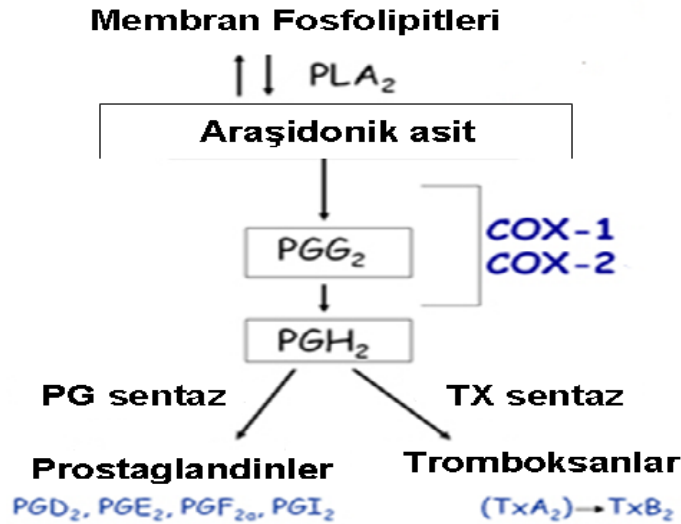 Membran Fosfolipitleri
PLA₂
Araşidonik asit
COX-1
PGG₂
COX-2
PGH₂
PG sentaz
TX sentaz
Prostaglandinler
Tromboksanlar
PGD₂, PGE₂, PGF₂ₐ, PGI₂
(TxA₂)→TxB₂